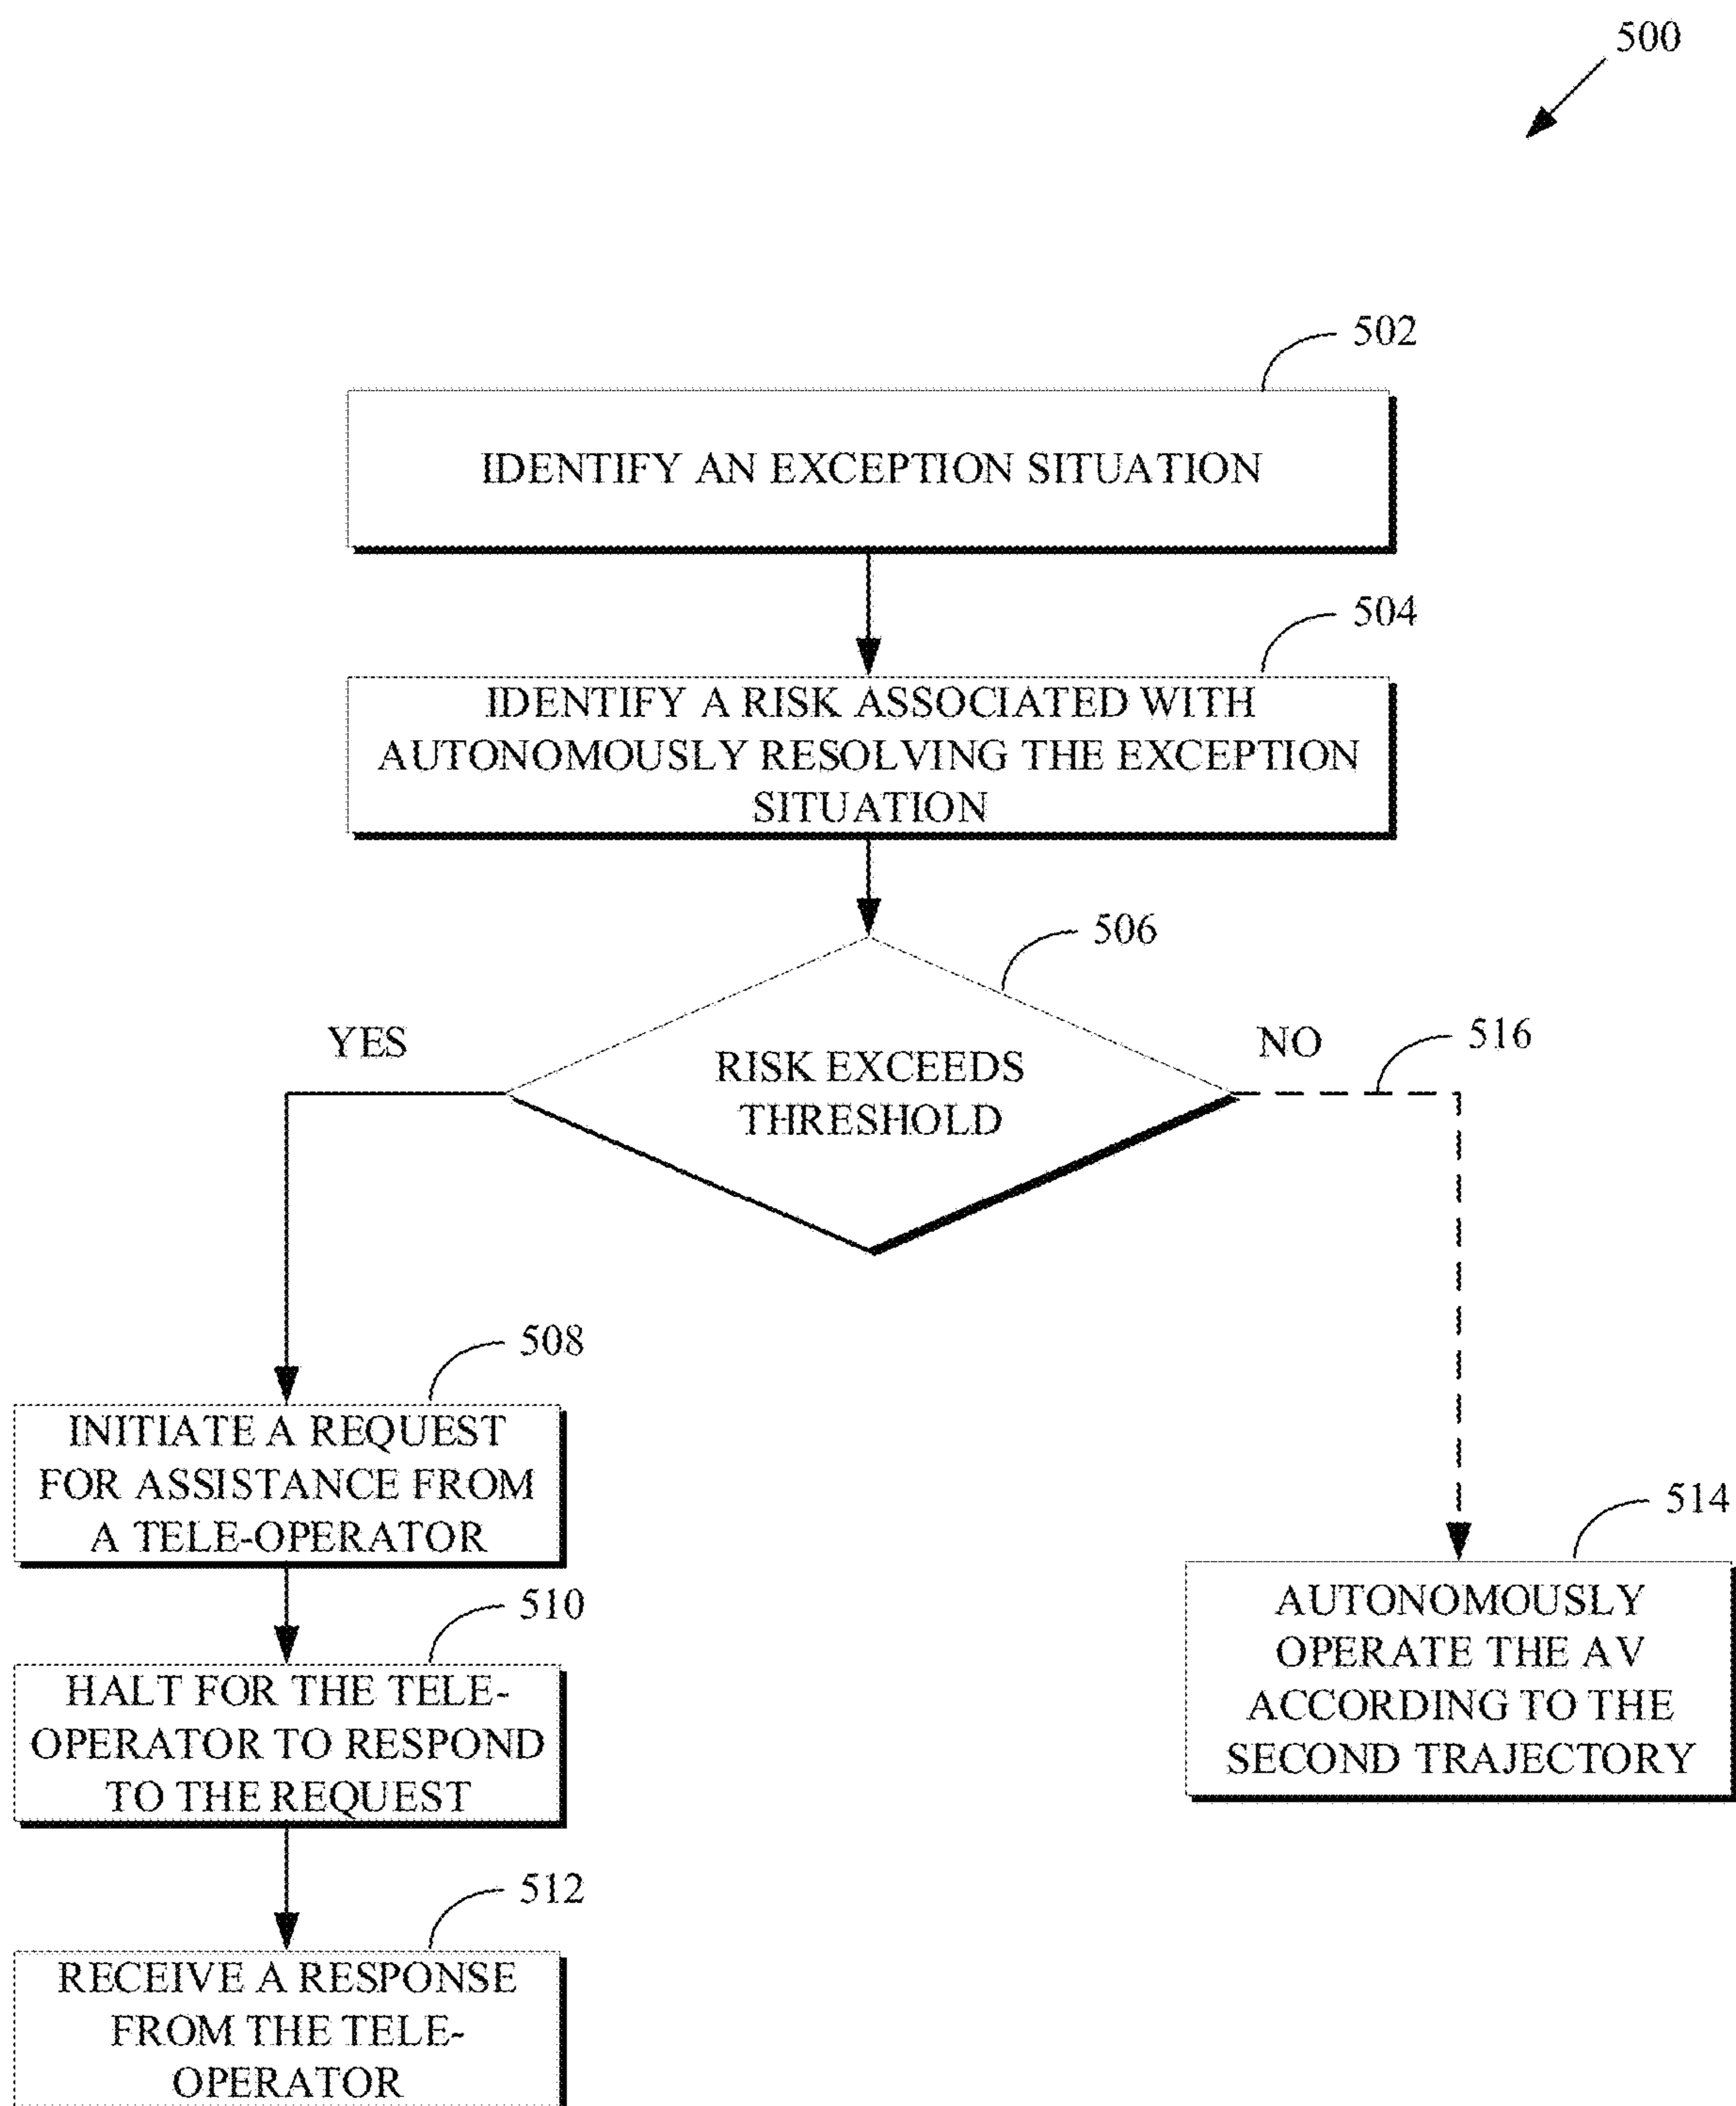 500
502
IDENTIFY AN EXCEPTION SITUATION
504
IDENTIFY A RISK ASSOCIATED WITH
AUTONOMOUSLY RESOLVING THE EXCEPTION
SITUATION
506
YES
NO
516
RISK EXCEEDS
THRESHOLD
508
INITIATE A REQUEST
FOR ASSISTANCE FROM
A TELE-OPERATOR
510
HALT FOR THE TELE-
OPERATOR TO RESPOND
TO THE REQUEST
512
RECEIVE A RESPONSE
FROM THE TELE-
OPERATOR
514
AUTONOMOUSLY
OPERATE THE AV
ACCORDING TO THE
SECOND TRAJECTORY